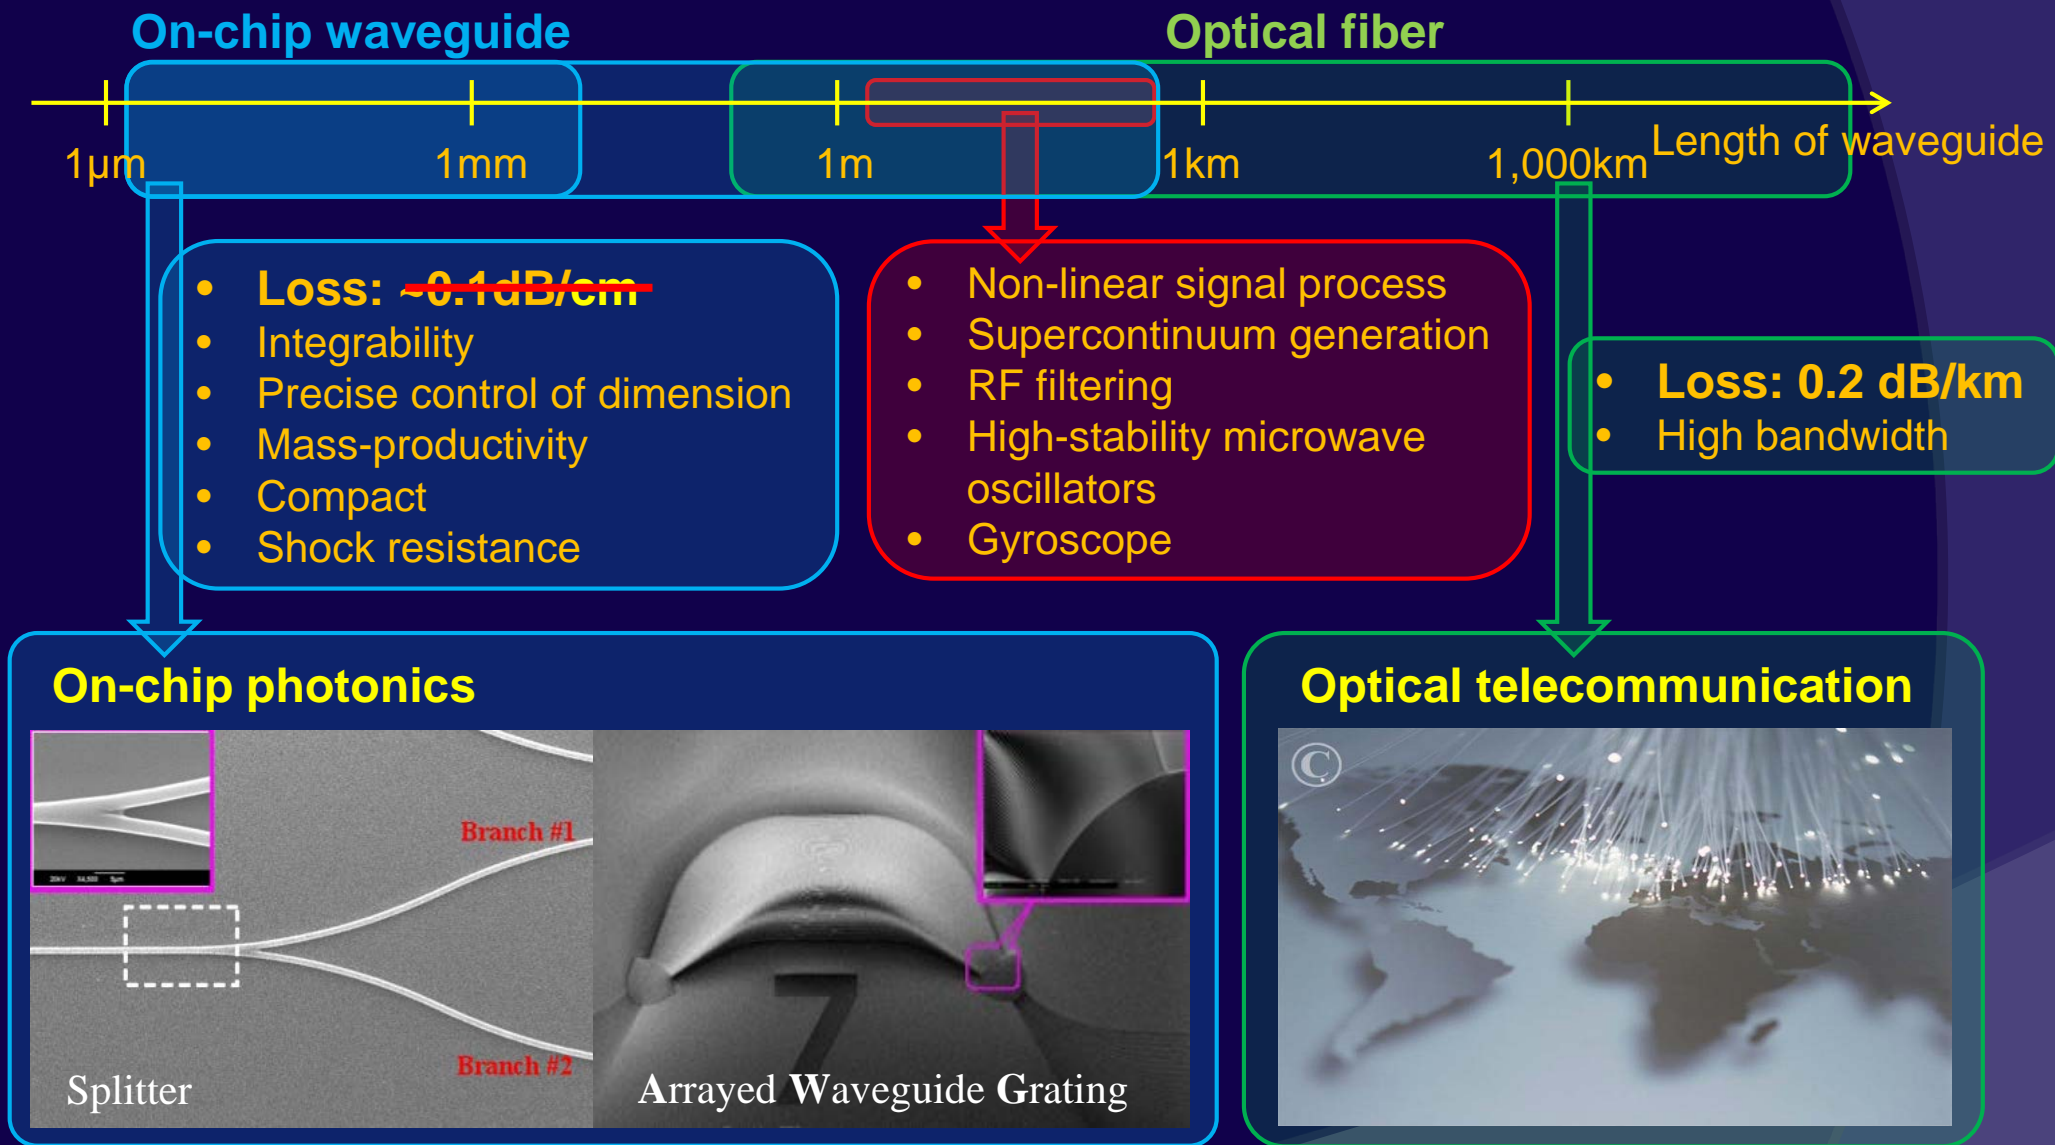 On-chip waveguide
Optical fiber
1µm
1mm
1m
1km
1,000km
Length of waveguide
• Loss: ~0.1dB/cm
• Integrability
• Precise control of dimension
• Mass-productivity
• Compact
• Shock resistance
• Non-linear signal process
• Supercontinuum generation
• RF filtering
• High-stability microwave
oscillators
• Gyroscope
• Loss: 0.2 dB/km
• High bandwidth
On-chip photonics
Branch #1
Branch #2
Splitter
7
Arrayed Waveguide Grating
Optical telecommunication
©